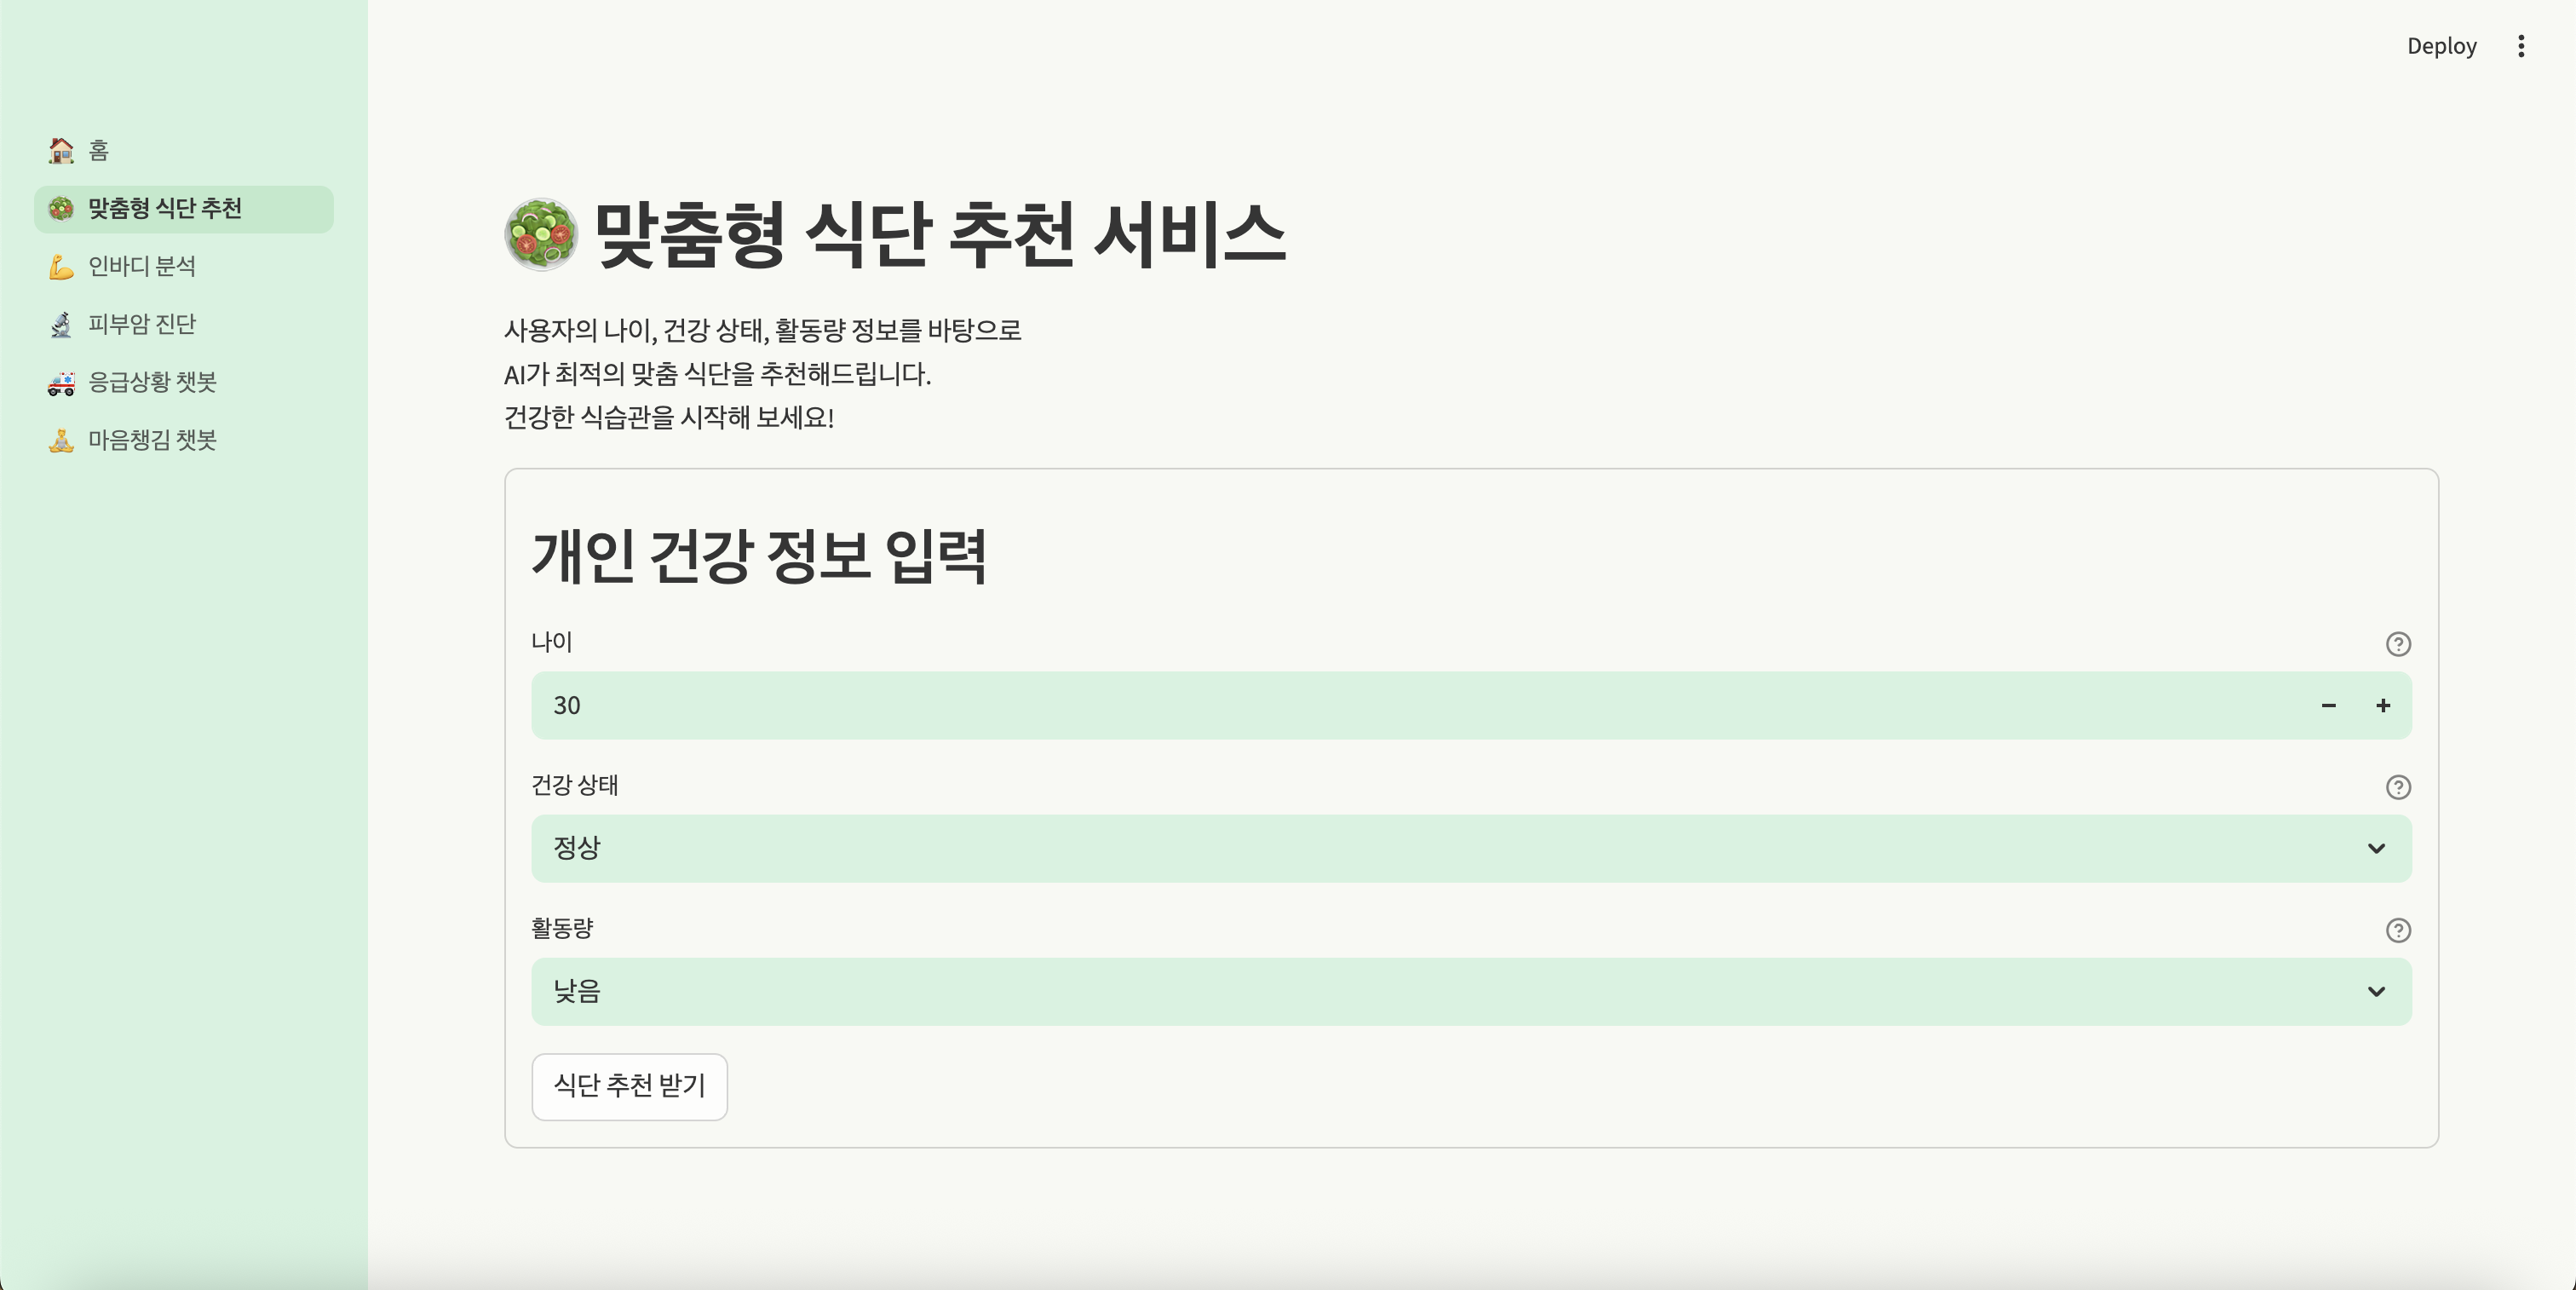 Deploy
홈
맞춤형 식단 추천
인바디 분석
피부암 진단
응급상황 챗봇
마음챙김 챗봇
맞춤형 식단 추천 서비스
사용자의 나이, 건강 상태, 활동량 정보를 바탕으로
AI가 최적의 맞춤 식단을 추천해드립니다.
건강한 식습관을 시작해 보세요!
개인 건강 정보 입력
나이
30
건강 상태
정상
활동량
낮음
식단 추천 받기